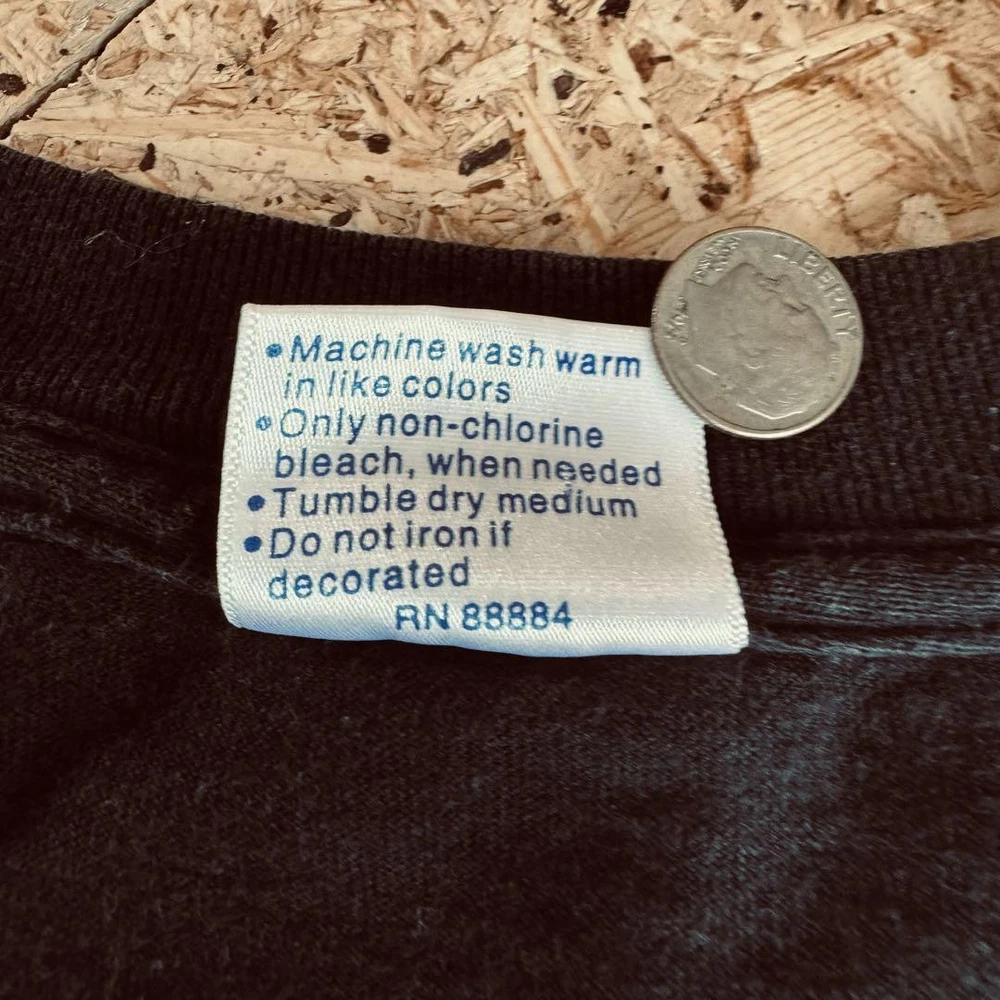 •Machine wash warm
in like colors
•Only non-chlorine
bleach, when needed
•Tumble dry medium
•Do not iron if
decorated
RN 88884
LIBERTY